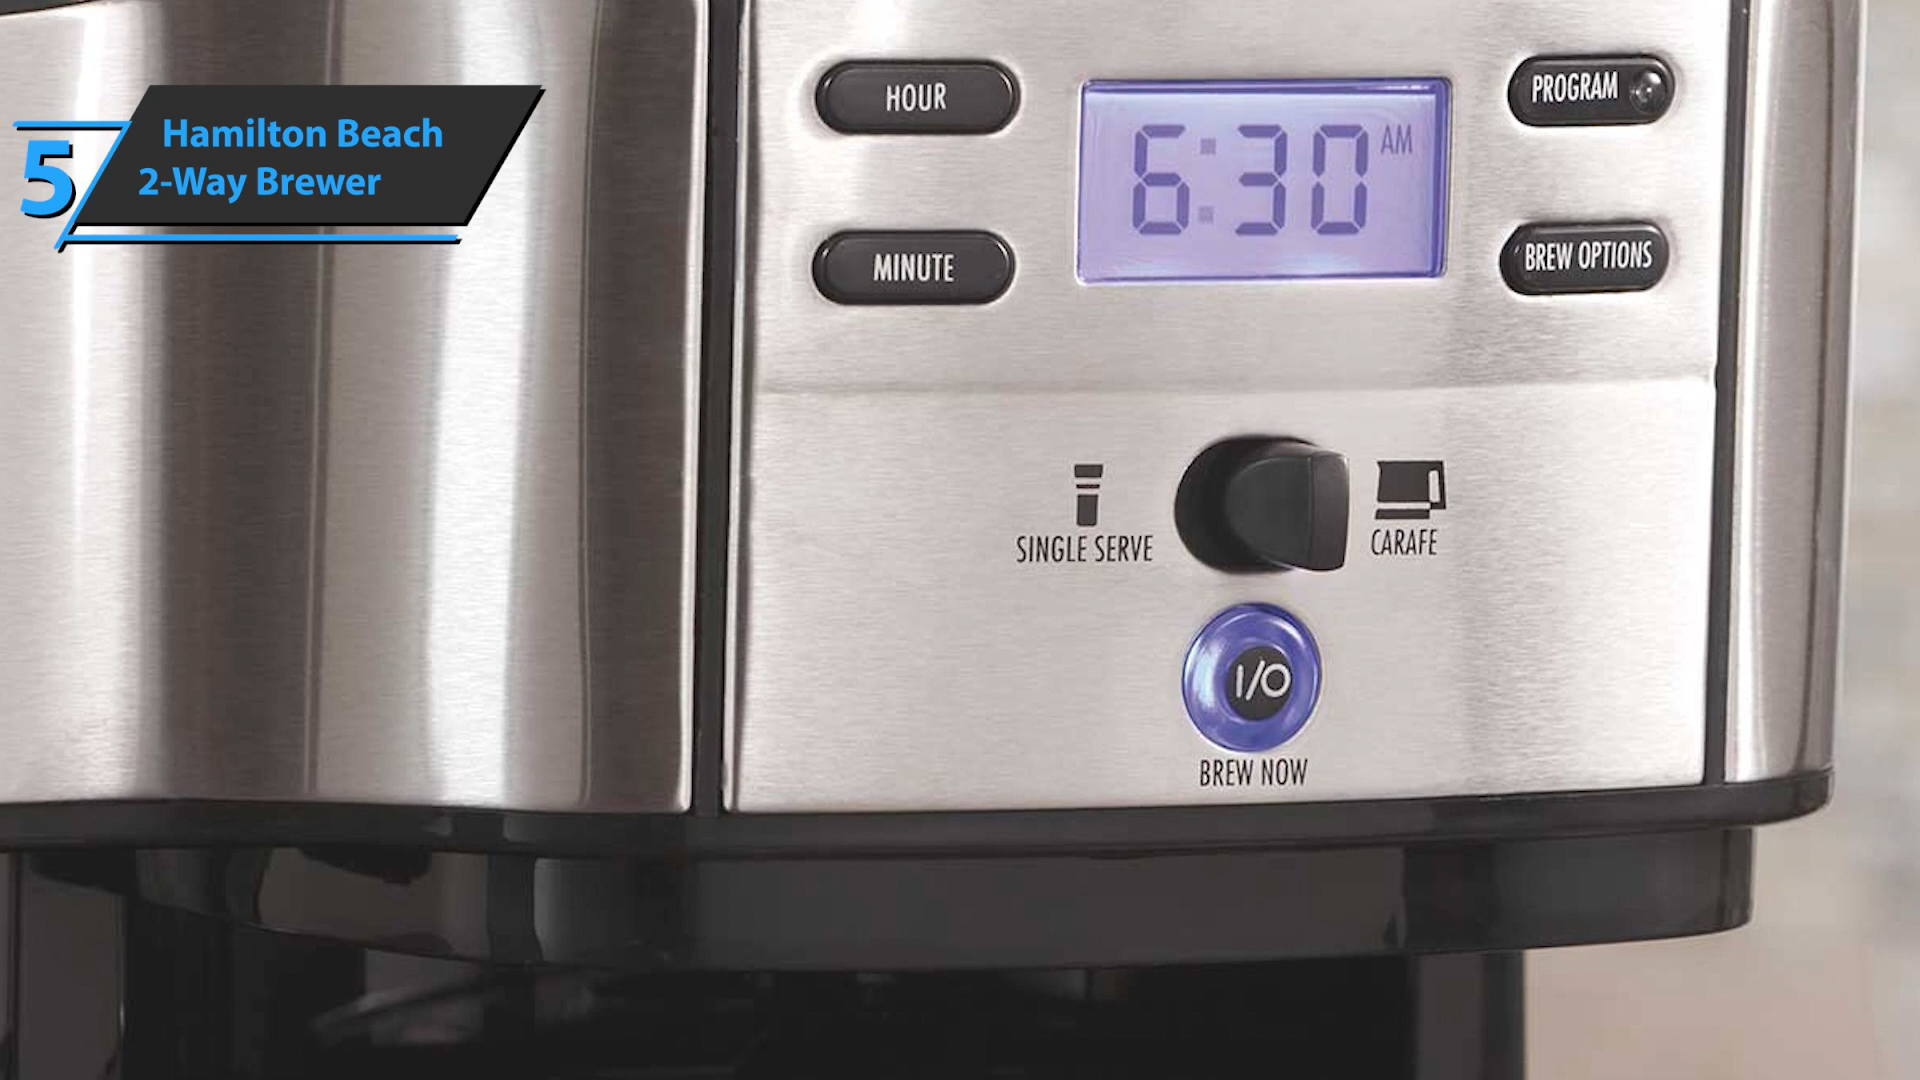 5
Hamilton Beach
2-Way Brewer
HOUR
6:30 AM
PROGRAM
MINUTE
BREW OPTIONS
SINGLE SERVE
CARAFE
I/O
BREW NOW